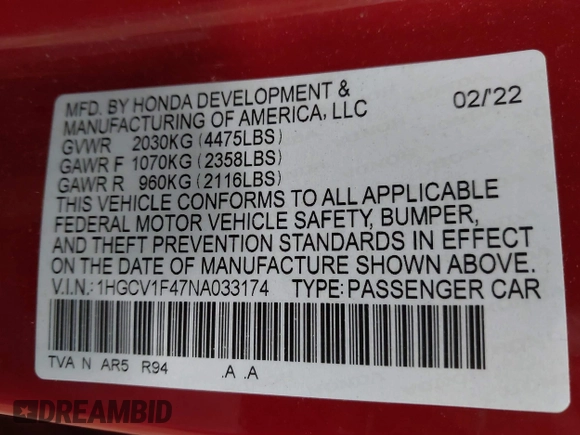 MFD. BY HONDA DEVELOPMENT & 02/'22
MANUFACTURING OF AMERICA, LLC
GVWR 2030KG (4475LBS)
GAWR F 1070KG (2358LBS)
GAWR R 960KG (2116LBS)
THIS VEHICLE CONFORMS TO ALL APPLICABLE
FEDERAL MOTOR VEHICLE SAFETY, BUMPER,
AND THEFT PREVENTION STANDARDS IN EFFECT
ON THE DATE OF MANUFACTURE SHOWN ABOVE.
V.I.N.: 1HGCV1F47NA033174 TYPE: PASSENGER CAR
TVA N AR5 R94 .A .A
DREAMBID